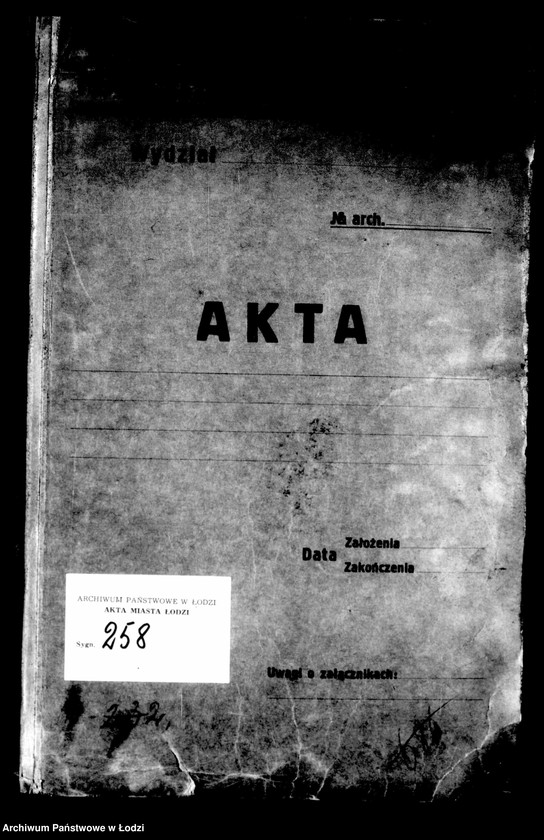 Wydział
№ arch.
AKTA
Data
Założenia
Zakończenia
ARCHIWUM PAŃSTWOWE W ŁODZI
AKTA MIASTA ŁODZI
Sygn. 258
Uwagi o załącznikach:
Archiwum Państwowe w Łodzi